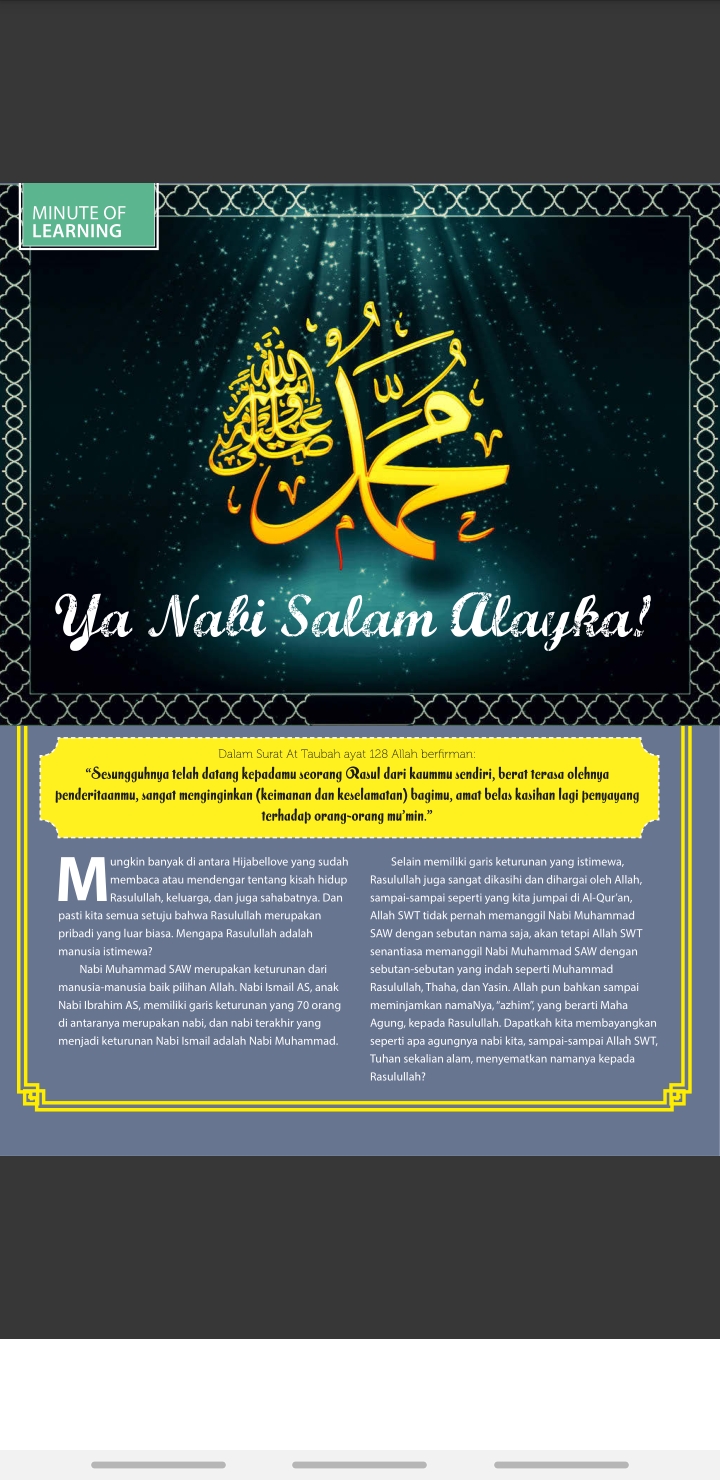 MINUTE OF
LEARNING
محمد
صلى الله عليه وسلم
Ya Nabi Salam Alayka!
Dalam Surat At Taubah ayat 128 Allah berfirman:
“Sesungguhnya telah datang kepadamu seorang Rasul dari kaummu sendiri, berat terasa olehnya
penderitaanmu, sangat menginginkan (keimanan dan keselamatan) bagimu, amat belas kasihan lagi penyayang
terhadap orang-orang mu’min.”
Mungkin banyak di antara Hijabellove yang sudah
membaca atau mendengar tentang kisah hidup
Rasulullah, keluarga, dan juga sahabatnya. Dan
pasti kita semua setuju bahwa Rasulullah merupakan
pribadi yang luar biasa. Mengapa Rasulullah adalah
manusia istimewa?
Nabi Muhammad SAW merupakan keturunan dari
manusia-manusia baik pilihan Allah. Nabi Ismail AS, anak
Nabi Ibrahim AS, memiliki garis keturunan yang 70 orang
di antaranya merupakan nabi, dan nabi terakhir yang
menjadi keturunan Nabi Ismail adalah Nabi Muhammad.
Selain memiliki garis keturunan yang istimewa,
Rasulullah juga sangat dikasihi dan dihargai oleh Allah,
sampai-sampai seperti yang kita jumpai di Al-Qur’an,
Allah SWT tidak pernah memanggil Nabi Muhammad
SAW dengan sebutan nama saja, akan tetapi Allah SWT
senantiasa memanggil Nabi Muhammad SAW dengan
sebutan-sebutan yang indah seperti Muhammad
Rasulullah, Thaha, dan Yasin. Allah pun bahkan sampai
meminjamkan namaNya, “azhim”, yang berarti Maha
Agung, kepada Rasulullah. Dapatkah kita membayangkan
seperti apa agungnya nabi kita, sampai-sampai Allah SWT,
Tuhan sekalian alam, menyematkan namanya kepada
Rasulullah?